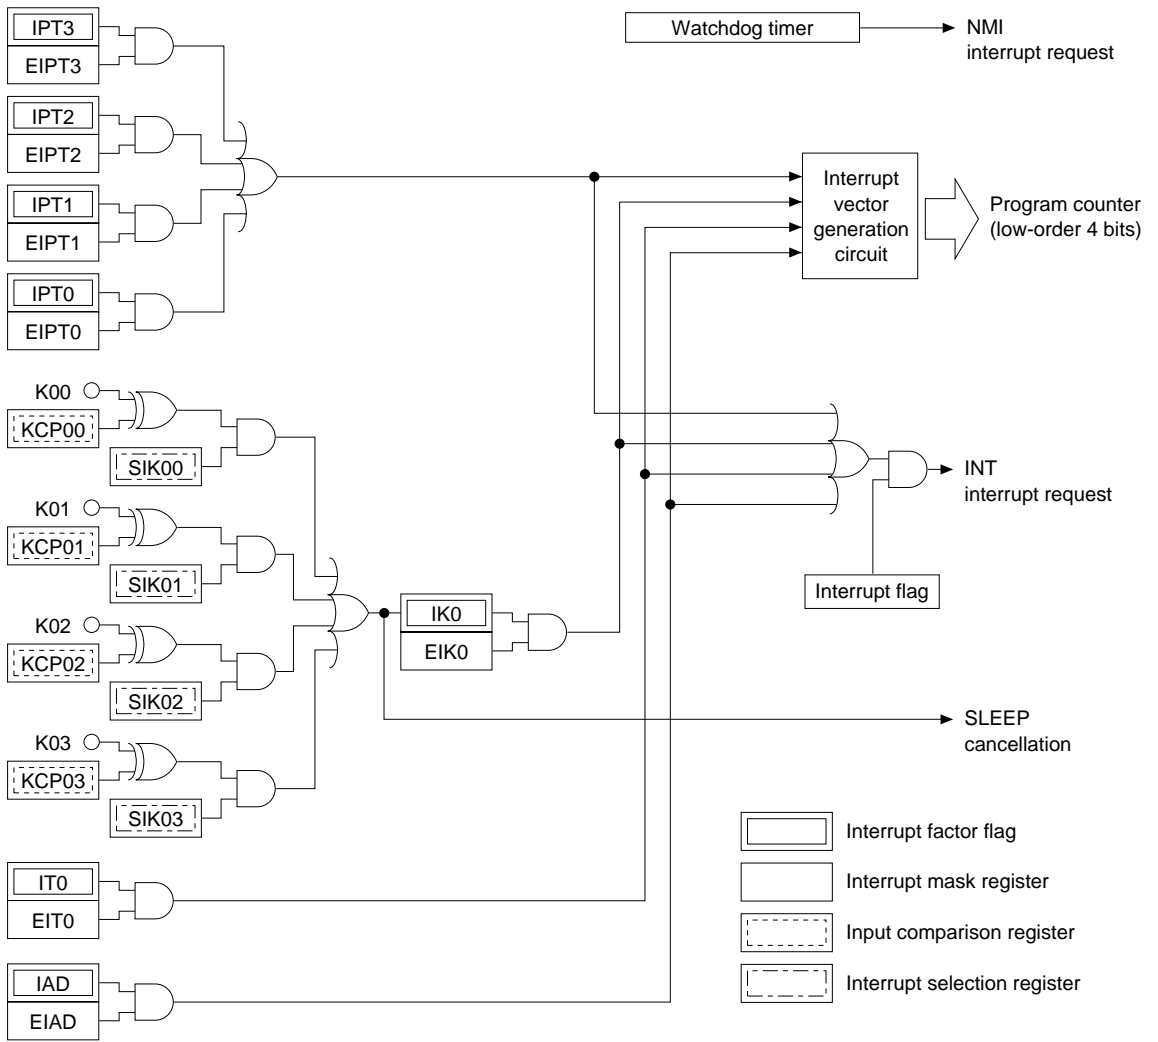 IPT3
EIPT3
IPT2
EIPT2
IPT1
EIPT1
IPT0
EIPT0
K00
KCP00
SIK00
K01
KCP01
SIK01
K02
KCP02
SIK02
K03
KCP03
SIK03
IT0
EIT0
IAD
EIAD
IK0
EIK0
Watchdog timer
NMI
interrupt request
Interrupt
vector
generation
circuit
Program counter
(low-order 4 bits)
INT
interrupt request
Interrupt flag
SLEEP
cancellation
Interrupt factor flag
Interrupt mask register
Input comparison register
Interrupt selection register